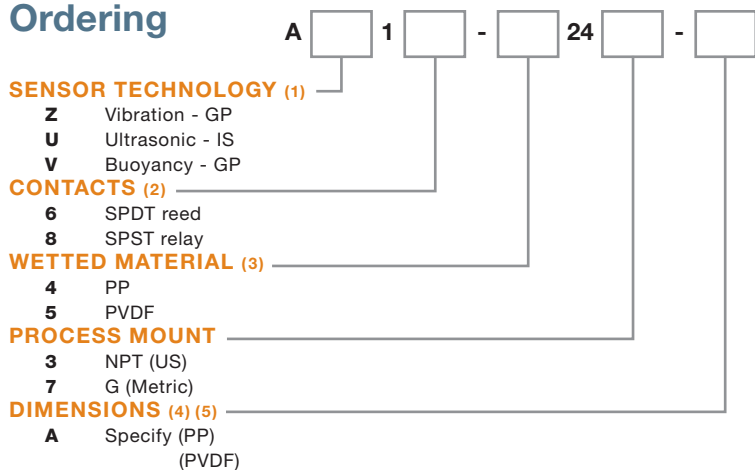 Ordering
A 1 - 24 -
SENSOR TECHNOLOGY (1)
Z Vibration - GP
U Ultrasonic - IS
V Buoyancy - GP
CONTACTS (2)
6 SPDT reed
8 SPST relay
WETTED MATERIAL (3)
4 PP
5 PVDF
PROCESS MOUNT
3 NPT (US)
7 G (Metric)
DIMENSIONS (4) (5)
A Specify (PP)
(PVDF)